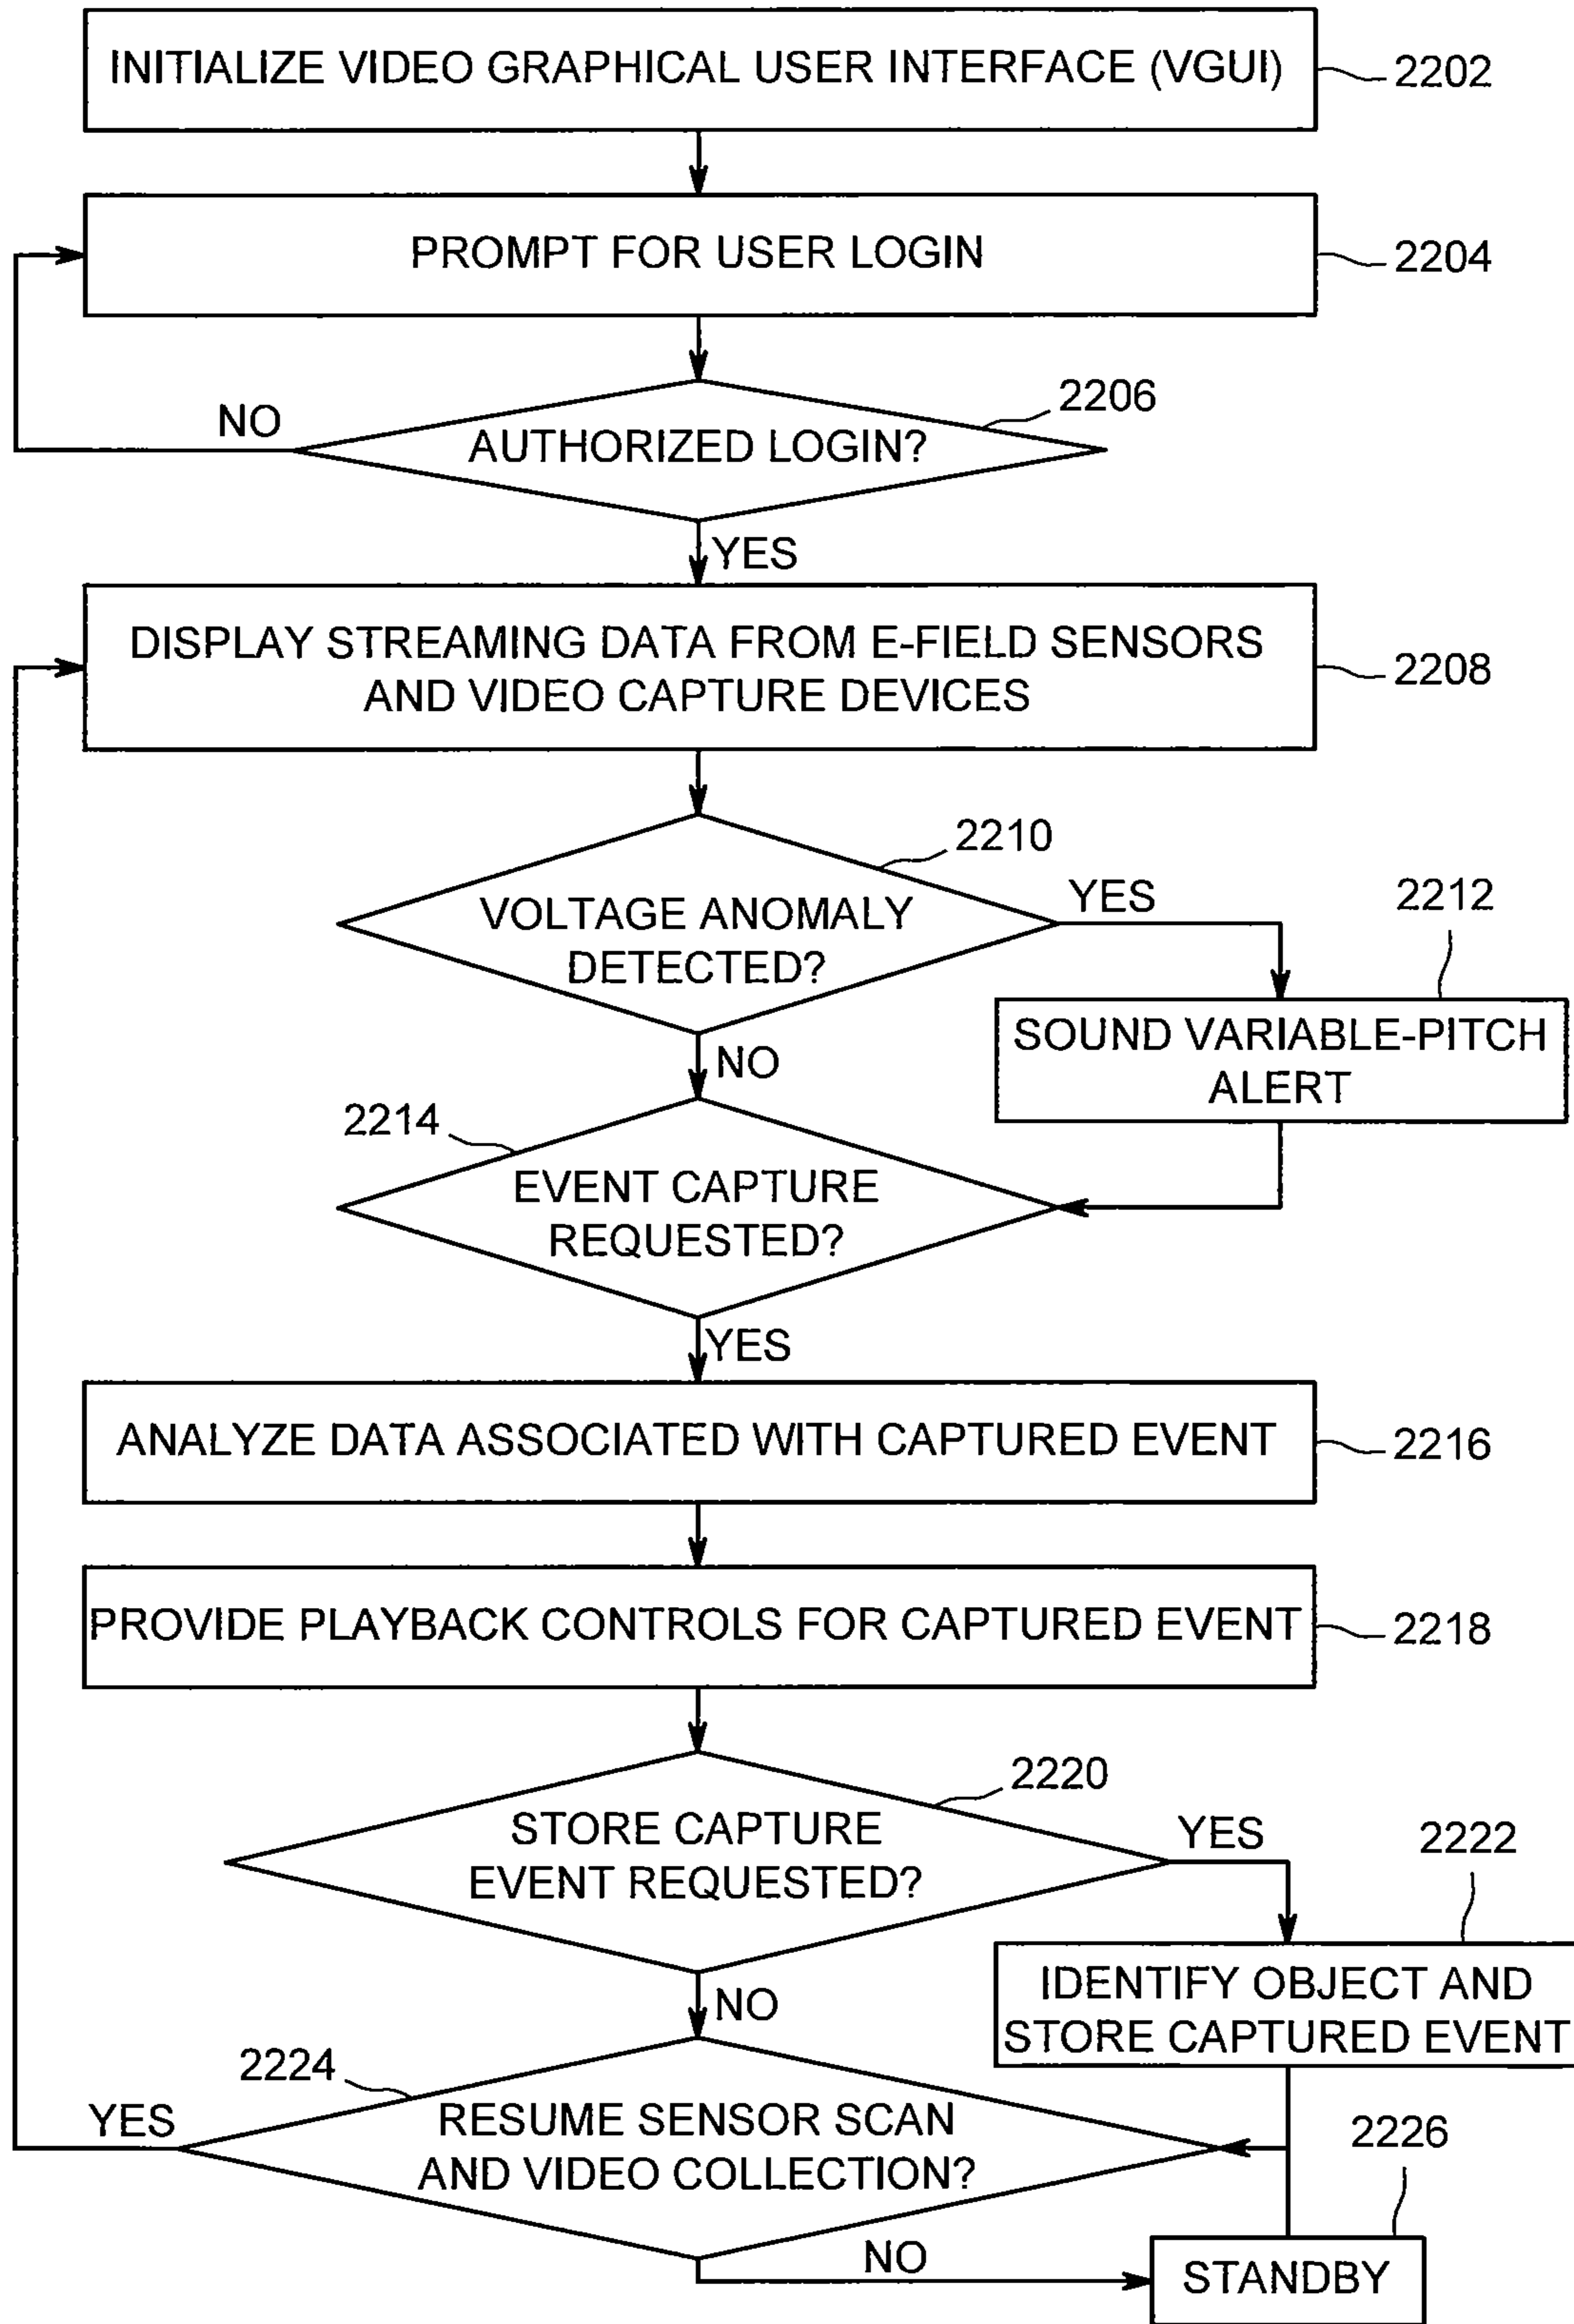 INITIALIZE VIDEO GRAPHICAL USER INTERFACE (VGUI)
2202
PROMPT FOR USER LOGIN
2204
2206
NO
AUTHORIZED LOGIN?
YES
DISPLAY STREAMING DATA FROM E-FIELD SENSORS
AND VIDEO CAPTURE DEVICES
2208
2210
VOLTAGE ANOMALY
DETECTED?
YES
2212
SOUND VARIABLE-PITCH
ALERT
NO
2214
EVENT CAPTURE
REQUESTED?
YES
ANALYZE DATA ASSOCIATED WITH CAPTURED EVENT
2216
PROVIDE PLAYBACK CONTROLS FOR CAPTURED EVENT
2218
2220
STORE CAPTURE
EVENT REQUESTED?
YES
2222
IDENTIFY OBJECT AND
STORE CAPTURED EVENT
NO
2224
YES
RESUME SENSOR SCAN
AND VIDEO COLLECTION?
2226
NO
STANDBY